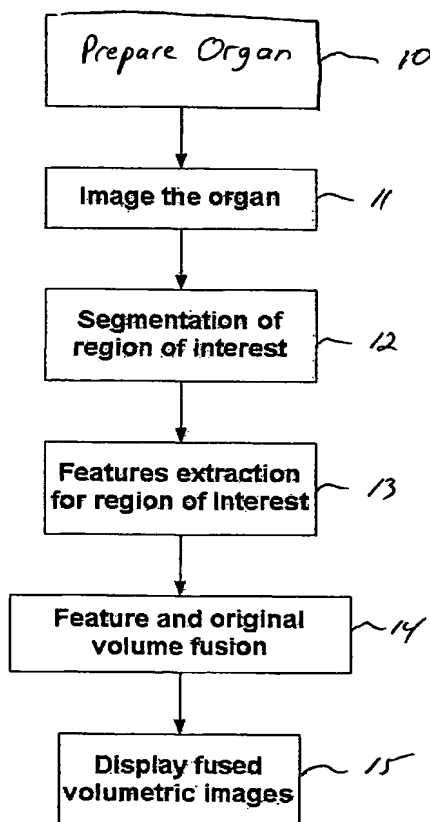 Prepare Organ
10
Image the organ
11
Segmentation of
region of interest
12
Features extraction
for region of interest
13
Feature and original
volume fusion
14
Display fused
volumetric images
15